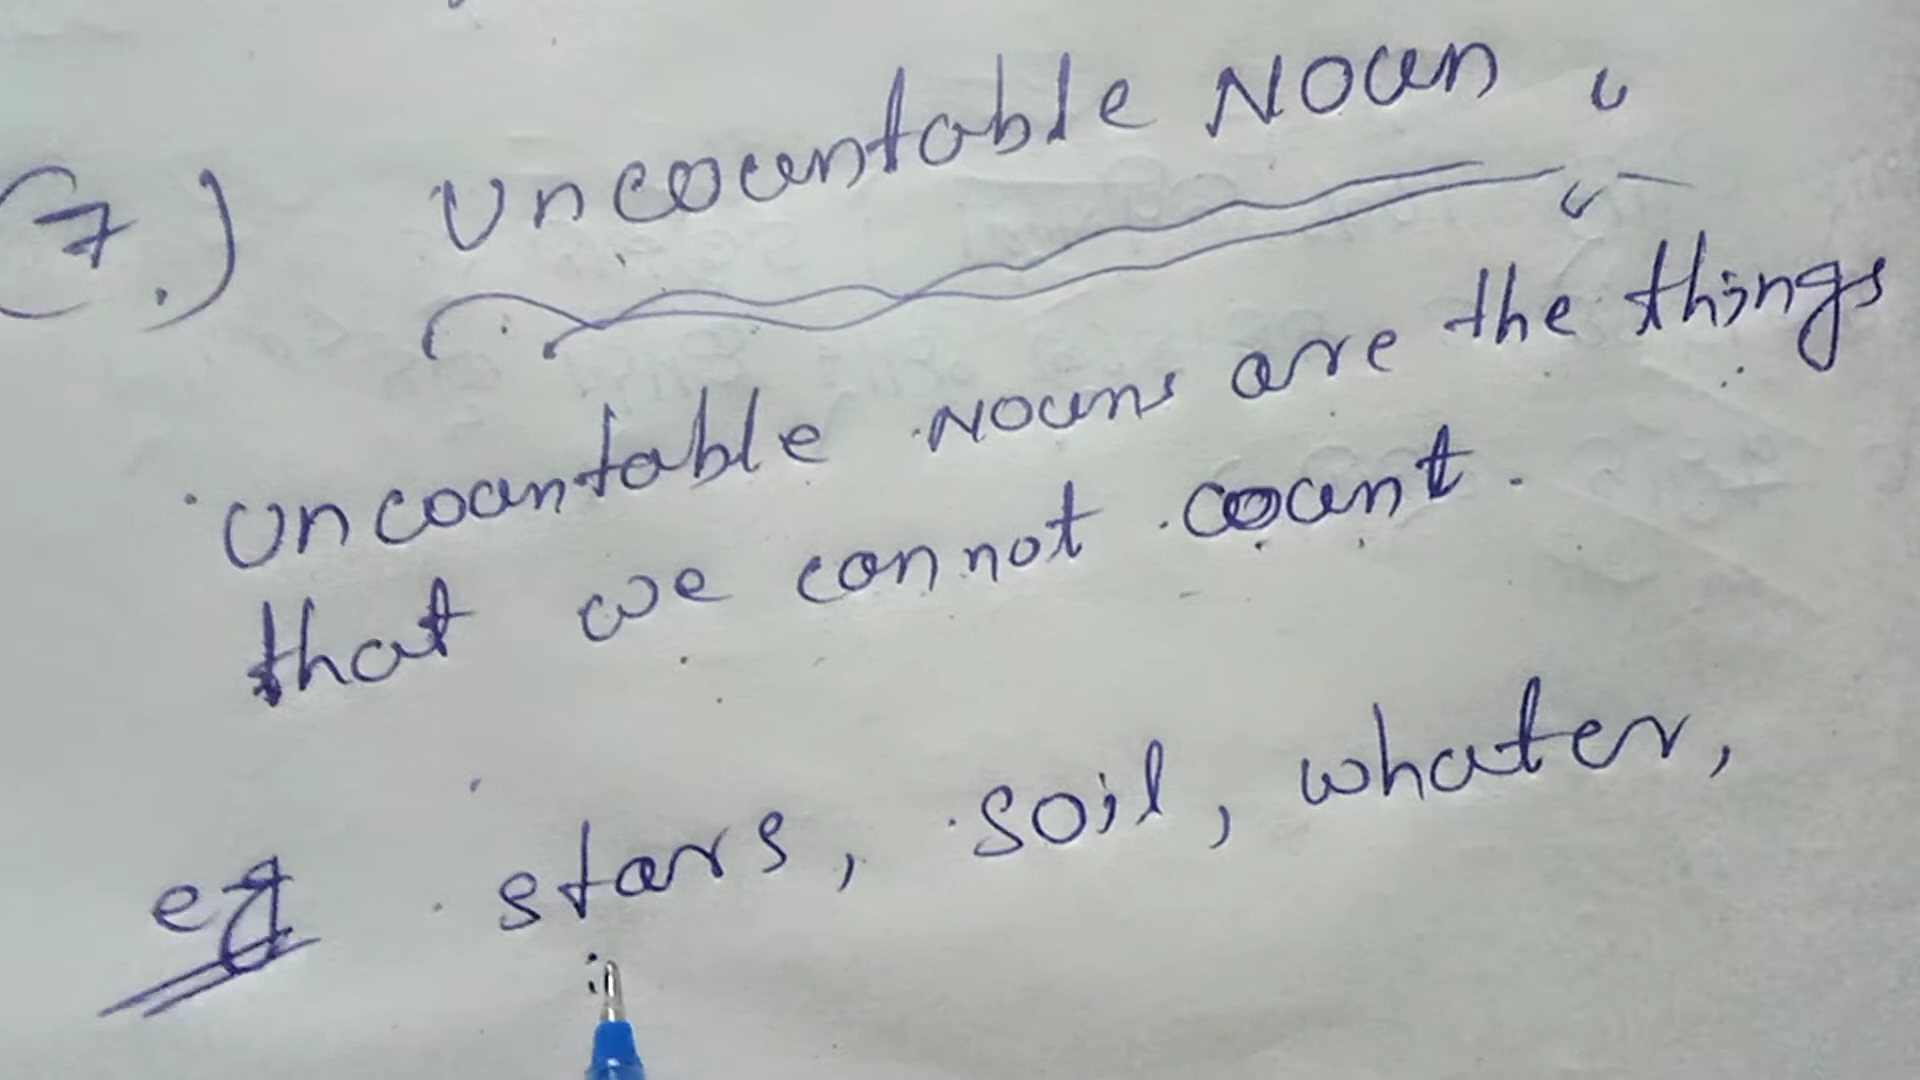 (7.) Uncountable Noun
Uncountable Nouns are the things
that we cannot count.
eg stars, soil, whater,